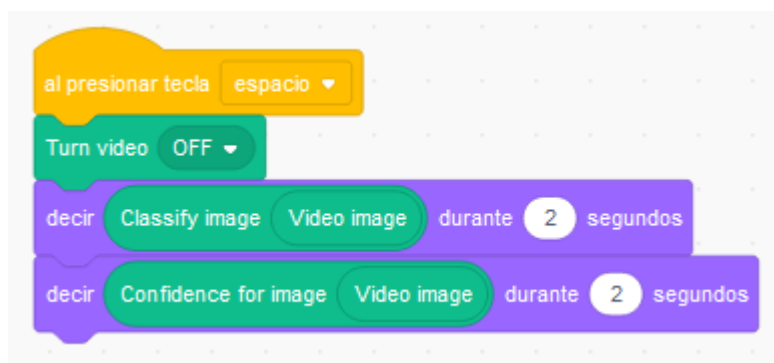 al presionar tecla espacio
Turn video OFF
decir Classify image Video image durante 2 segundos
decir Confidence for image Video image durante 2 segundos